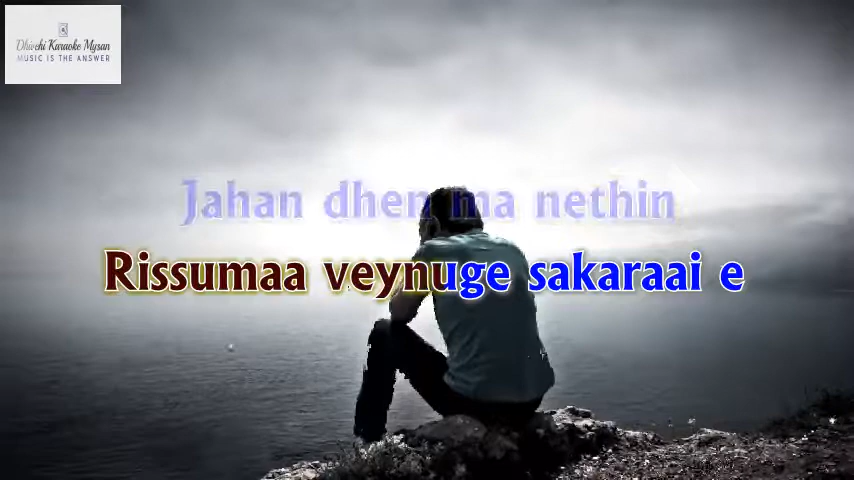 Dhivehi Karaoke Mysan
MUSIC IS THE ANSWER
Jahan dhen ma nethin
Rissumaa veynuge sakaraai e